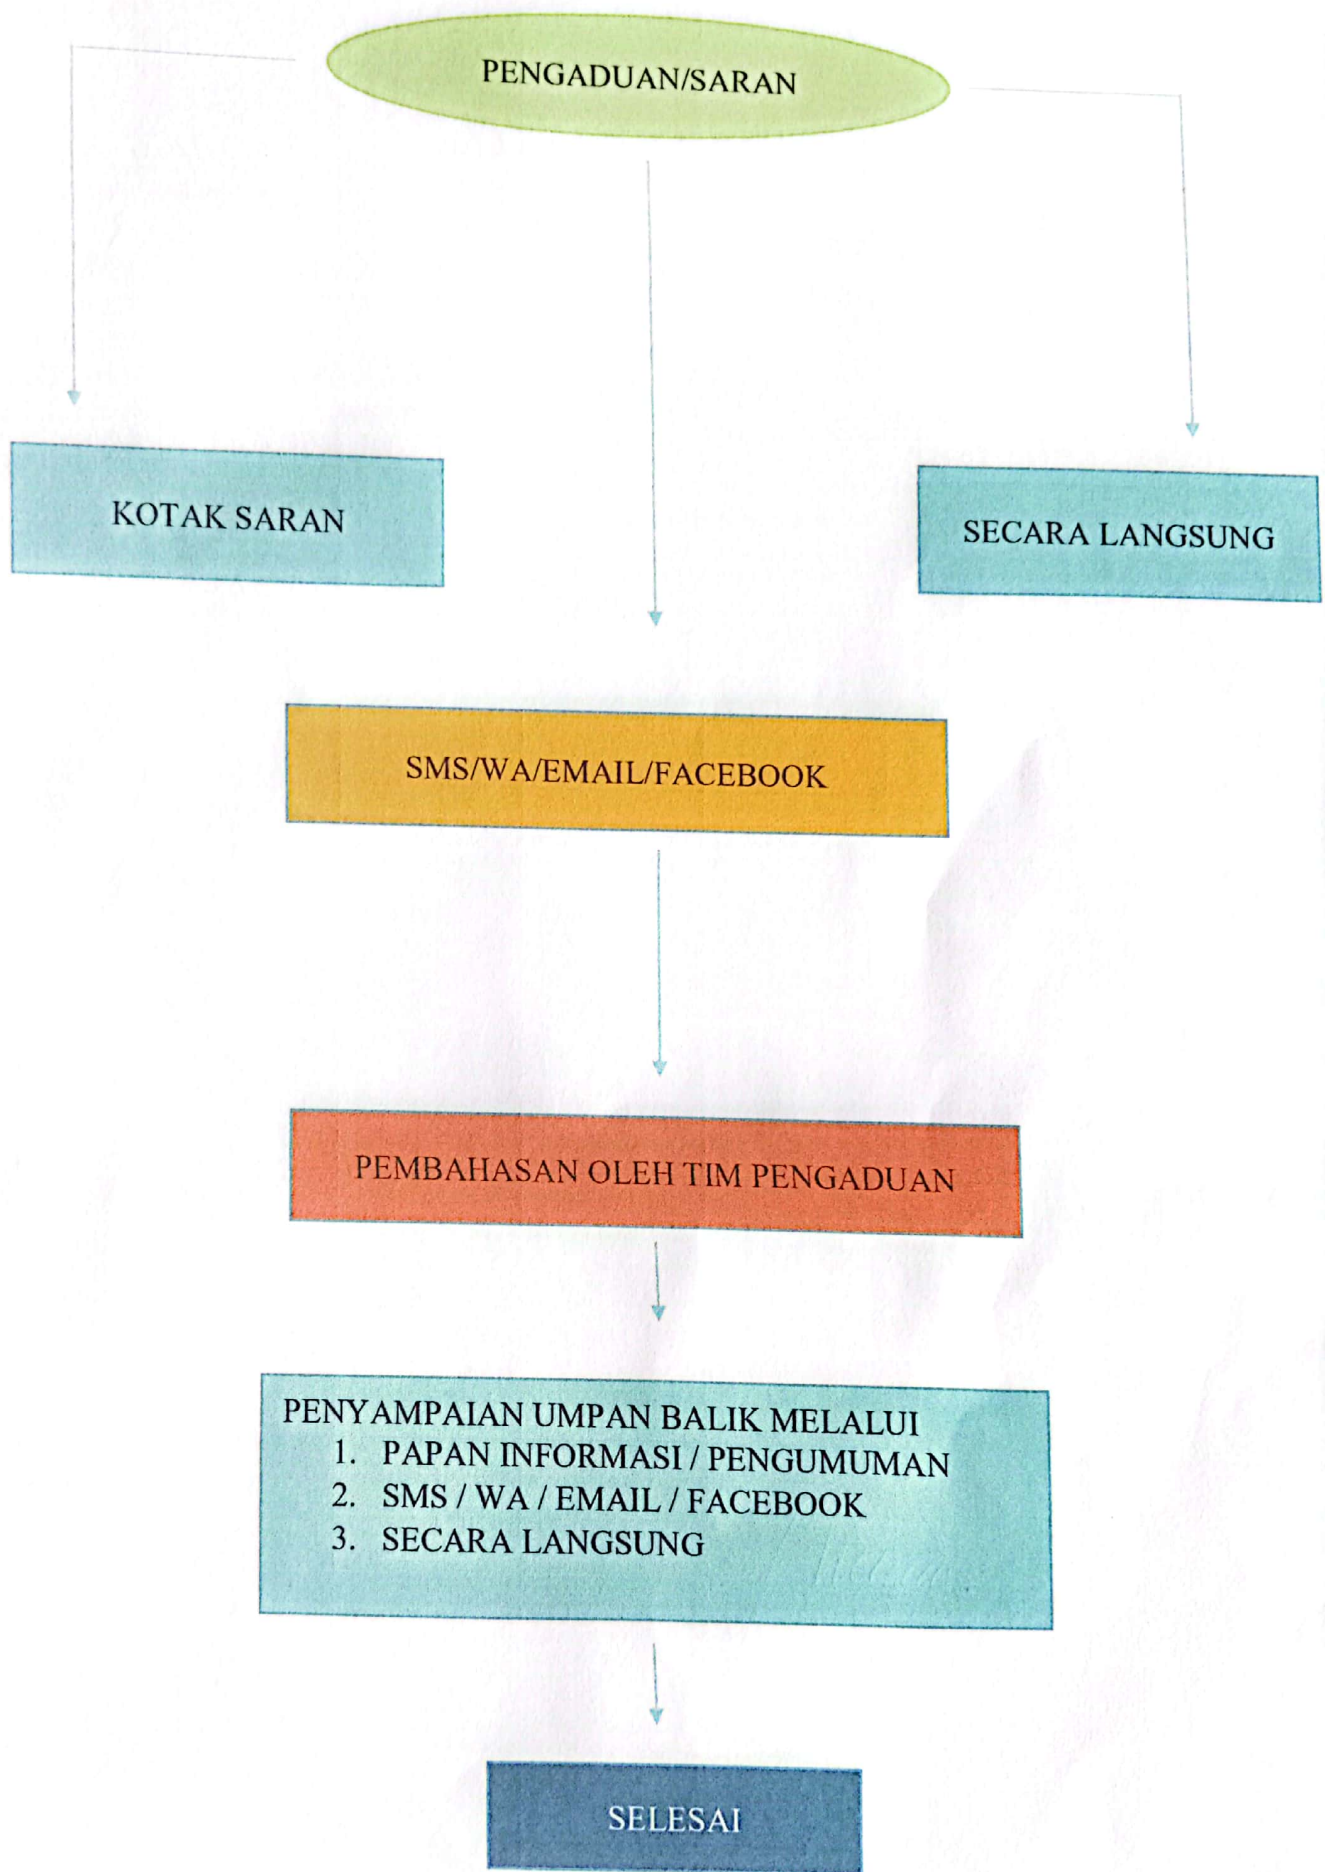 PENGADUAN/SARAN
KOTAK SARAN
SECARA LANGSUNG
SMS/WA/EMAIL/FACEBOOK
PEMBAHASAN OLEH TIM PENGADUAN
PENYAMPAIAN UMPAN BALIK MELALUI
1. PAPAN INFORMASI / PENGUMUMAN
2. SMS / WA / EMAIL / FACEBOOK
3. SECARA LANGSUNG
SELESAI